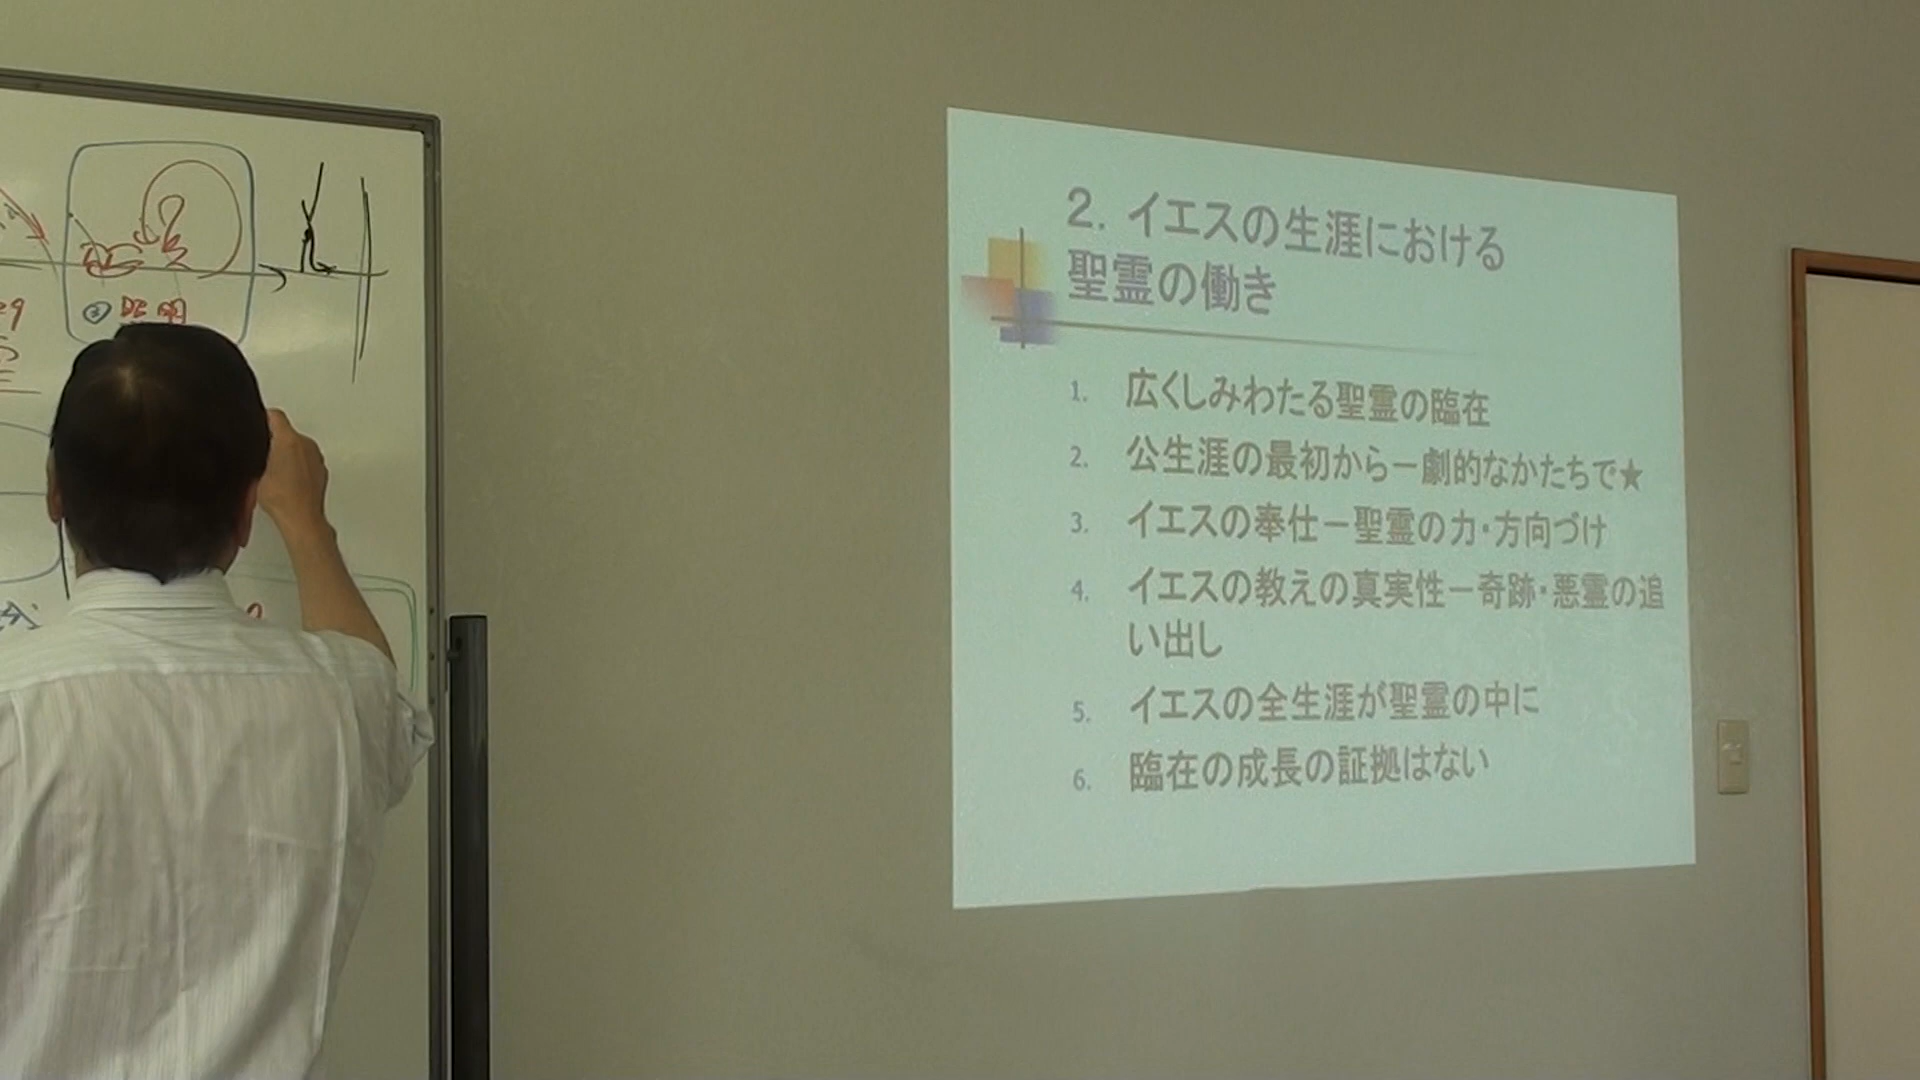 2. イエスの生涯における
聖霊の働き
1. 広くしみわたる聖霊の臨在
2. 公生涯の最初から－劇的なかたちで★
3. イエスの奉仕－聖霊の力・方向づけ
4. イエスの教えの真実性－奇跡・悪霊の追
い出し
5. イエスの全生涯が聖霊の中に
6. 臨在の成長の証拠はない